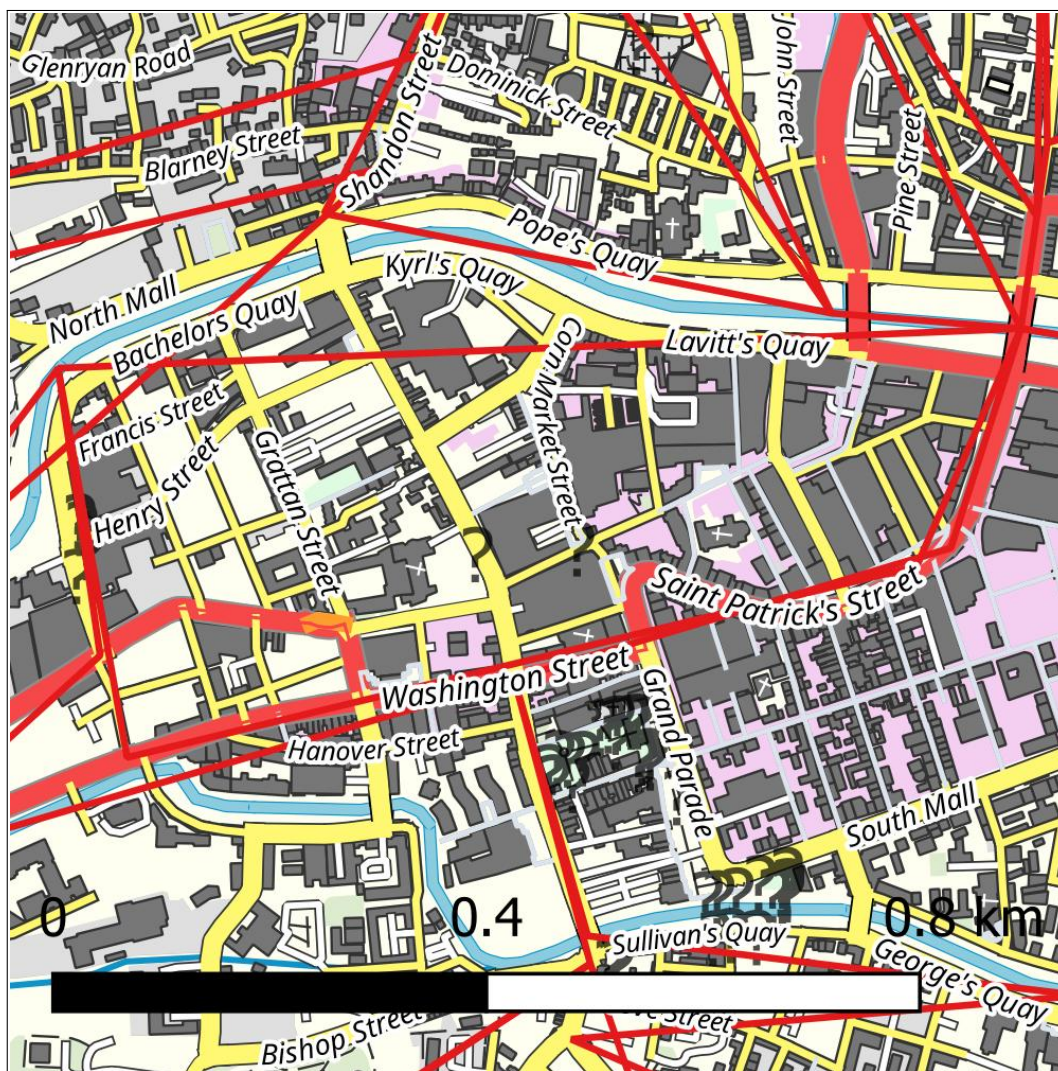 Glenryan Road
Shandon Street
Dominick Street
John Street
Blarney Street
Pine Street
Pope's Quay
Kyrl's Quay
North Mall
Bachelors Quay
Lavitt's Quay
Corn Market Street
Francis Street
Grattan Street
Henry Street
Saint Patrick's Street
Washington Street
Grand Parade
Hanover Street
South Mall
0
0.4
0.8 km
Sullivan's Quay
George's Quay
Street
Bishop Street